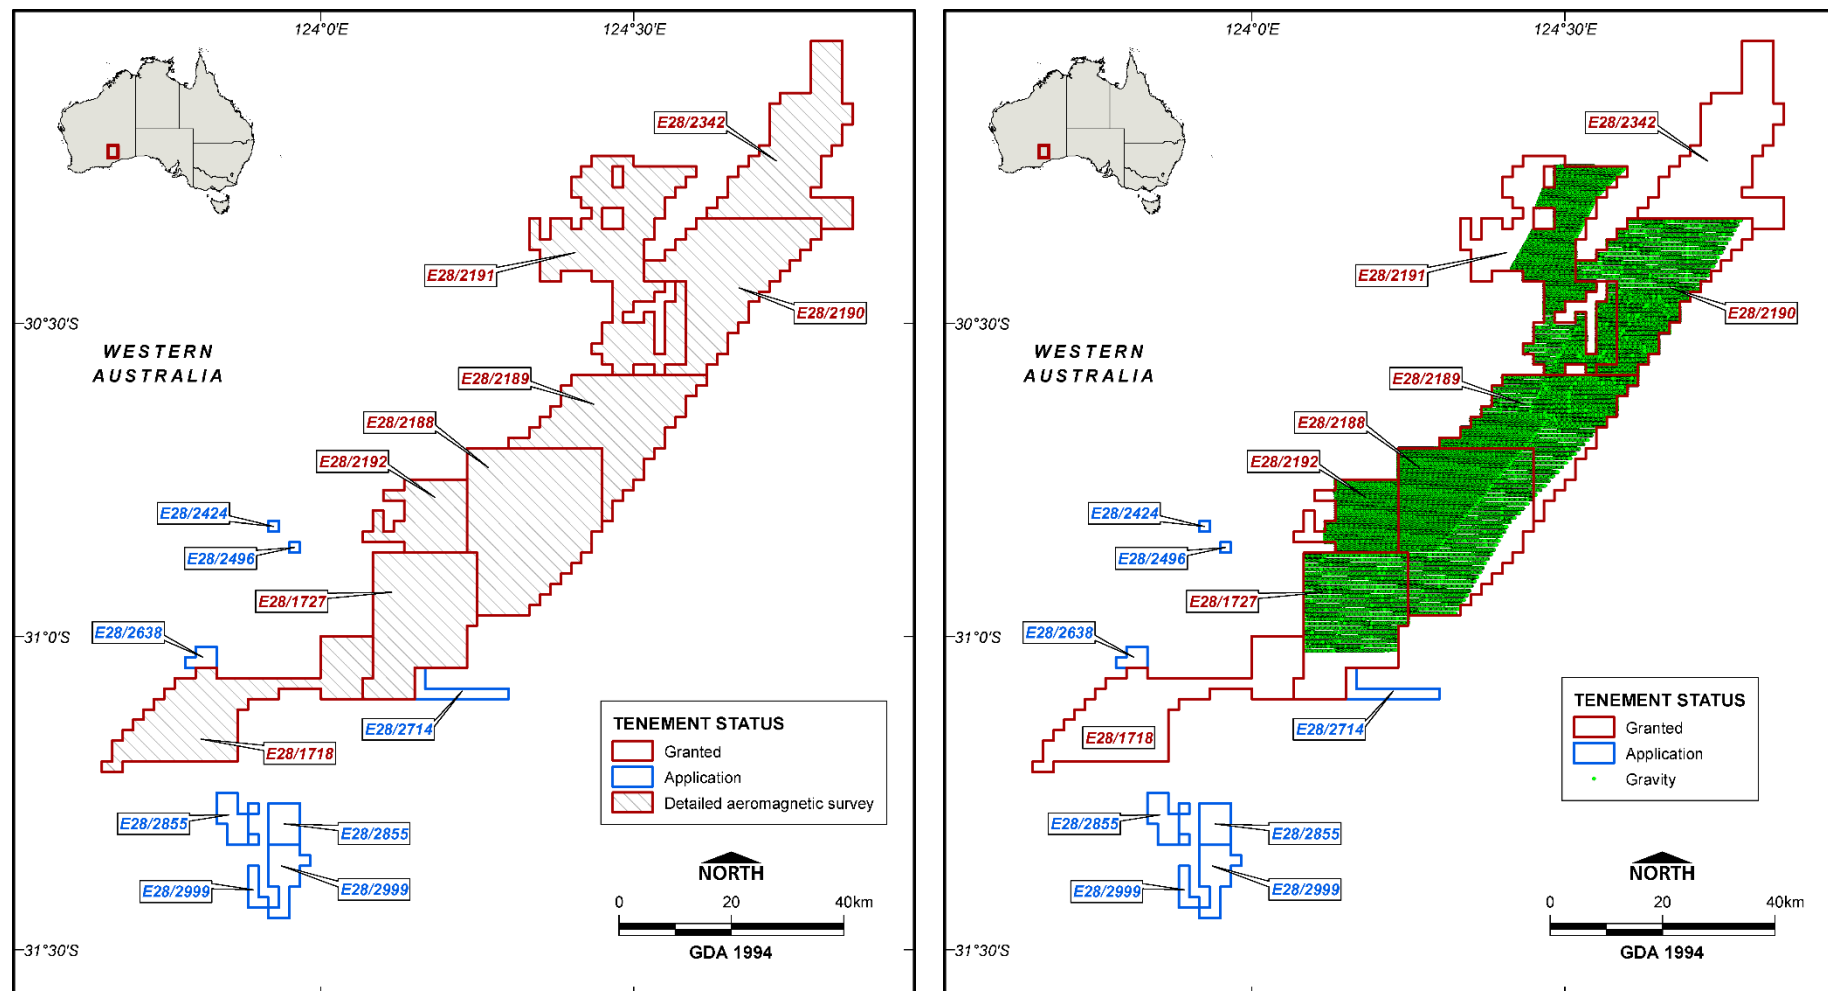 124°0'E
124°30'E
E28/2342
E28/2191
E28/2190
30°30'S
WESTERN
AUSTRALIA
E28/2189
E28/2188
E28/2192
E28/2424
E28/2496
E28/1727
E28/2638
31°0'S
E28/2714
E28/1718
TENEMENT STATUS
Granted
Application
Detailed aeromagnetic survey
E28/2855
E28/2855
E28/2999
E28/2999
NORTH
0 20 40km
GDA 1994
31°30'S
124°0'E
124°30'E
E28/2342
E28/2191
E28/2190
30°30'S
WESTERN
AUSTRALIA
E28/2189
E28/2188
E28/2192
E28/2424
E28/2496
E28/1727
E28/2638
31°0'S
E28/2714
E28/1718
TENEMENT STATUS
Granted
Application
Gravity
E28/2855
E28/2855
E28/2999
E28/2999
NORTH
0 20 40km
GDA 1994
31°30'S